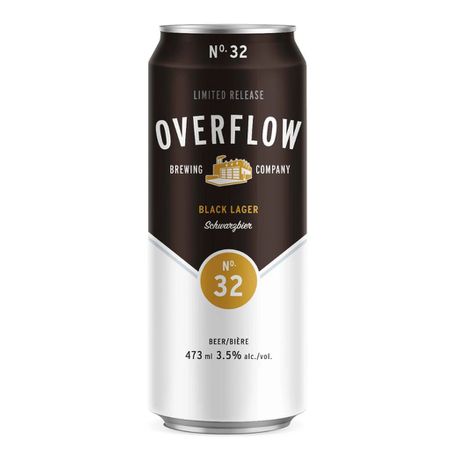 Nº. 32
LIMITED RELEASE
OVERFLOW
BREWING COMPANY
BLACK LAGER
Schwarzbier
Nº.
32
BEER/BIÈRE
473 ml 3.5% alc./vol.